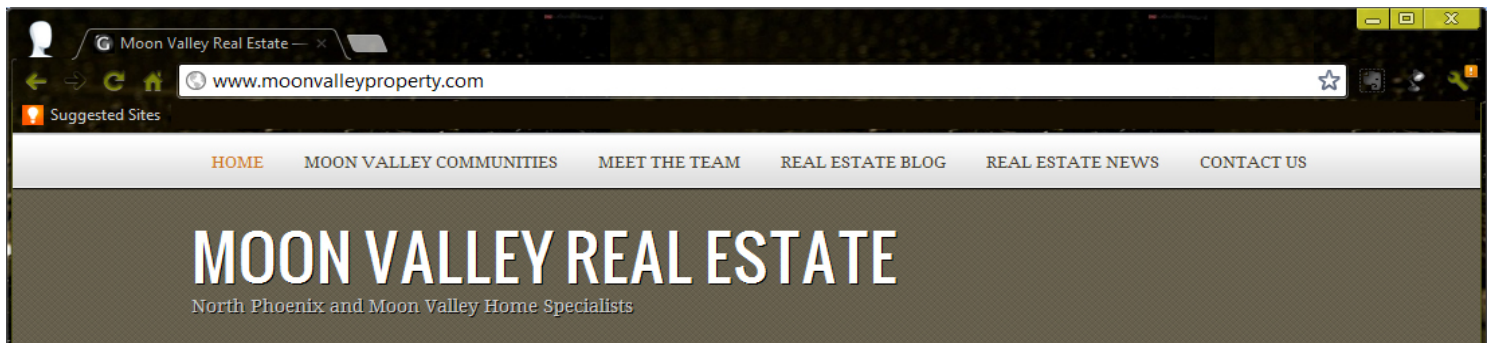 Moon Valley Real Estate —
www.moonvalleyproperty.com
Suggested Sites
HOME MOON VALLEY COMMUNITIES MEET THE TEAM REAL ESTATE BLOG REAL ESTATE NEWS CONTACT US
MOON VALLEY REAL ESTATE
North Phoenix and Moon Valley Home Specialists